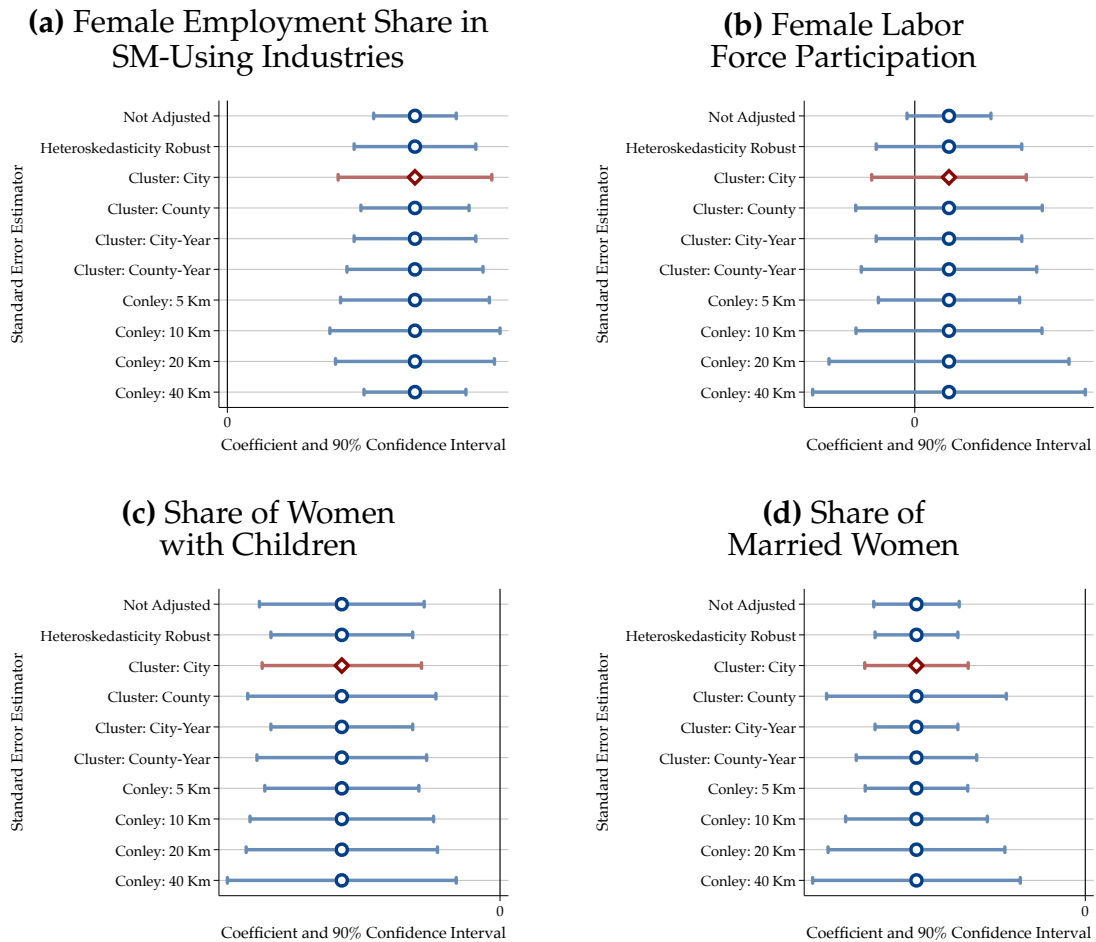 (a) Female Employment Share in
SM-Using Industries
Standard Error Estimator
Not Adjusted
Heteroskedasticity Robust
Cluster: City
Cluster: County
Cluster: City-Year
Cluster: County-Year
Conley: 5 Km
Conley: 10 Km
Conley: 20 Km
Conley: 40 Km
0
Coefficient and 90% Confidence Interval
(b) Female Labor
Force Participation
Standard Error Estimator
Not Adjusted
Heteroskedasticity Robust
Cluster: City
Cluster: County
Cluster: City-Year
Cluster: County-Year
Conley: 5 Km
Conley: 10 Km
Conley: 20 Km
Conley: 40 Km
0
Coefficient and 90% Confidence Interval
(c) Share of Women
with Children
Standard Error Estimator
Not Adjusted
Heteroskedasticity Robust
Cluster: City
Cluster: County
Cluster: City-Year
Cluster: County-Year
Conley: 5 Km
Conley: 10 Km
Conley: 20 Km
Conley: 40 Km
0
Coefficient and 90% Confidence Interval
(d) Share of
Married Women
Standard Error Estimator
Not Adjusted
Heteroskedasticity Robust
Cluster: City
Cluster: County
Cluster: City-Year
Cluster: County-Year
Conley: 5 Km
Conley: 10 Km
Conley: 20 Km
Conley: 40 Km
0
Coefficient and 90% Confidence Interval